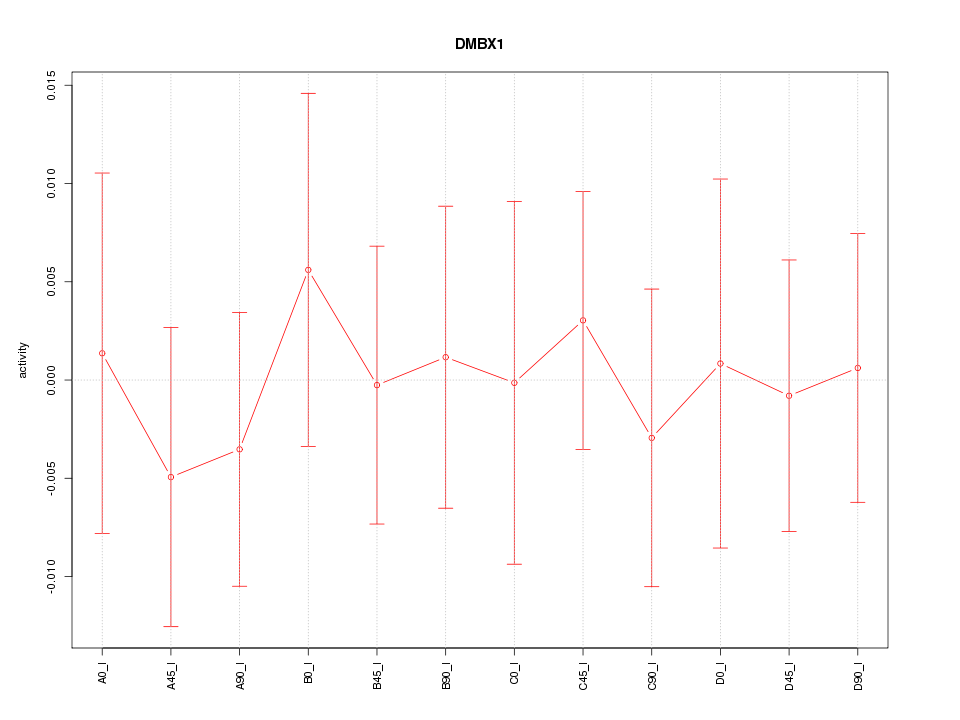 DMBX1
activity
0.015
0.010
0.005
0.000
-0.005
-0.010
A0_I
A45_I
A90_I
B0_I
B45_I
B90_I
C0_I
C45_I
C90_I
D0_I
D45_I
D90_I